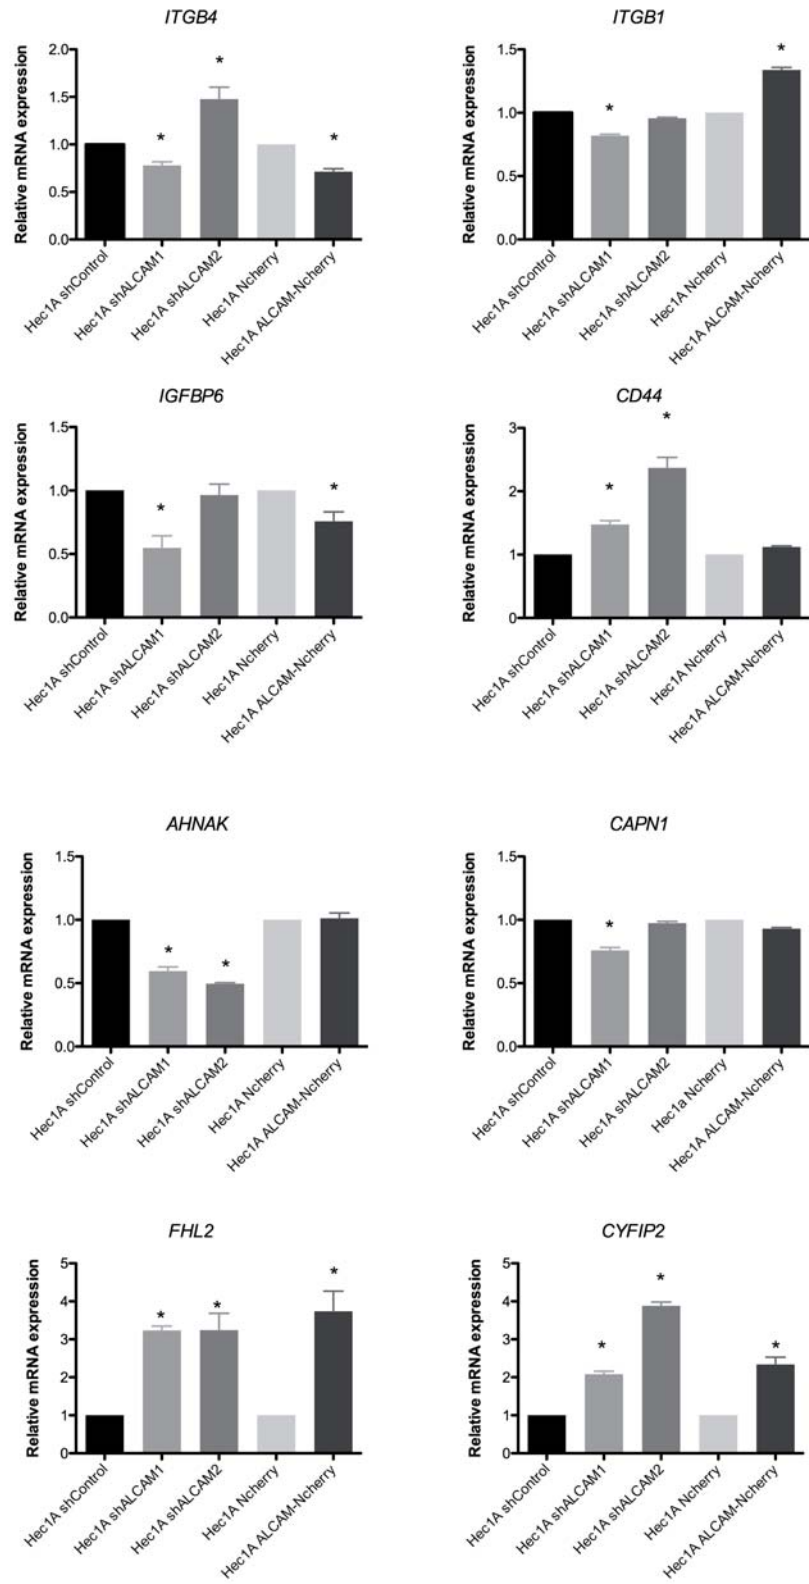 ITGB4
Relative mRNA expression
2.0
1.5
1.0
0.5
0.0
*
*
*
Hec1A shControl
Hec1A shALCAM1
Hec1A shALCAM2
Hec1A Ncherry
Hec1A ALCAM-Ncherry
ITGB1
Relative mRNA expression
1.5
1.0
0.5
0.0
*
*
Hec1A shControl
Hec1A shALCAM1
Hec1A shALCAM2
Hec1A Ncherry
Hec1A ALCAM-Ncherry
IGFBP6
Relative mRNA expression
1.5
1.0
0.5
0.0
*
*
Hec1A shControl
Hec1A shALCAM1
Hec1A shALCAM2
Hec1A Ncherry
Hec1A ALCAM-Ncherry
CD44
Relative mRNA expression
3
2
1
0
*
*
Hec1A shControl
Hec1A shALCAM1
Hec1A shALCAM2
Hec1A Ncherry
Hec1A ALCAM-Ncherry
AHNAK
Relative mRNA expression
1.5
1.0
0.5
0.0
*
*
Hec1A shControl
Hec1A shALCAM1
Hec1A shALCAM2
Hec1A Ncherry
Hec1A ALCAM-Ncherry
CAPN1
Relative mRNA expression
1.5
1.0
0.5
0.0
*
Hec1A shControl
Hec1A shALCAM1
Hec1A shALCAM2
Hec1a Ncherry
Hec1A ALCAM-Ncherry
FHL2
Relative mRNA expression
5
4
3
2
1
0
*
*
*
Hec1A shControl
Hec1A shALCAM1
Hec1A shALCAM2
Hec1A Ncherry
Hec1A ALCAM-Ncherry
CYFIP2
Relative mRNA expression
5
4
3
2
1
0
*
*
*
Hec1A shControl
Hec1A shALCAM1
Hec1A shALCAM2
Hec1A Ncherry
Hec1A ALCAM-Ncherry